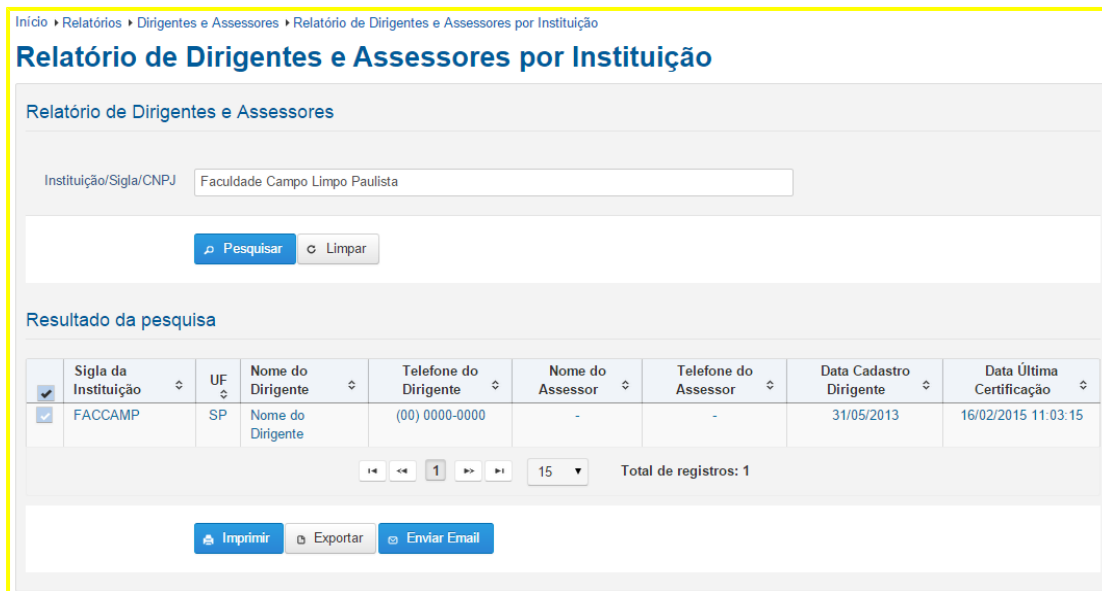 Início Relatórios Dirigentes e Assessores Relatório de Dirigentes e Assessores por Instituição
Relatório de Dirigentes e Assessores por Instituição
Relatório de Dirigentes e Assessores
Instituição/Sigla/CNPJ Faculdade Campo Limpo Paulista
Pesquisar Limpar
Resultado da pesquisa
Sigla da Instituição UF Nome do Dirigente Telefone do Dirigente Nome do Assessor Telefone do Assessor Data Cadastro Dirigente Data Última Certificação
FACCAMP SP Nome do Dirigente (00) 0000-0000 - - 31/05/2013 16/02/2015 11:03:15
1 15 Total de registros: 1
Imprimir Exportar Enviar Email